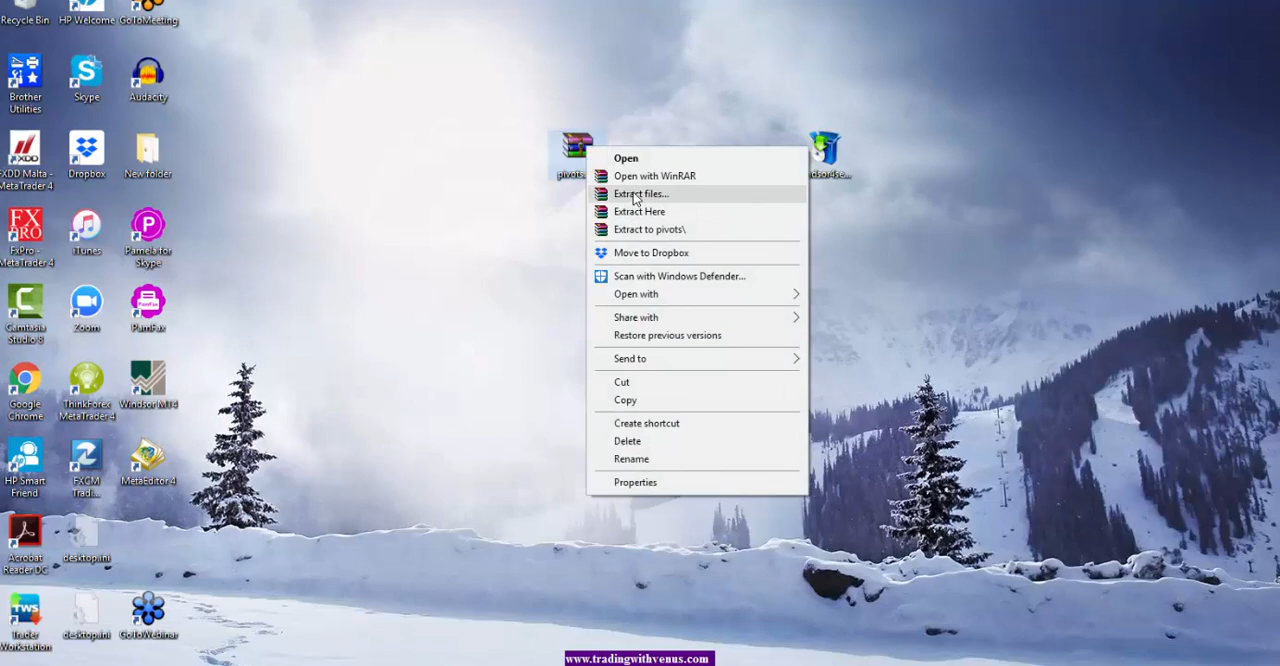 Recycle Bin
HP Welcome
GoToMeeting
Brother
Utilities
Skype
Audacity
FXDD Malta -
MetaTrader 4
Dropbox
New folder
FxPro -
MetaTrader 4
iTunes
Pamela for
Skype
Camtasia
Studio 8
Zoom
PamFax
Google
Chrome
ThinkForex
MetaTrader 4
Windsor MT4
HP Smart
Friend
FXCM
Tradi...
MetaEditor 4
Acrobat
Reader DC
desktop.ini
TWS
Trader
Workstation
desktop.ini
GoToWebinar
pivots.
ndsor4se...
Open
Open with WinRAR
Extract files...
Extract Here
Extract to pivots\
Move to Dropbox
Scan with Windows Defender...
Open with
Share with
Restore previous versions
Send to
Cut
Copy
Create shortcut
Delete
Rename
Properties
www.tradingwithvenus.com